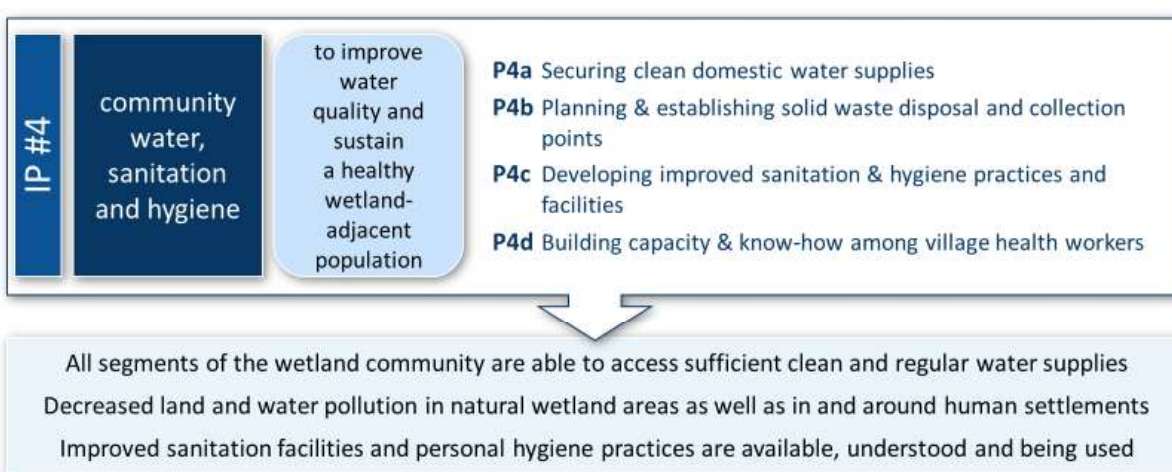 IP #4
community
water,
sanitation
and hygiene
to improve
water
quality and
sustain
a healthy
wetland-
adjacent
population
P4a Securing clean domestic water supplies
P4b Planning & establishing solid waste disposal and collection
points
P4c Developing improved sanitation & hygiene practices and
facilities
P4d Building capacity & know-how among village health workers
All segments of the wetland community are able to access sufficient clean and regular water supplies
Decreased land and water pollution in natural wetland areas as well as in and around human settlements
Improved sanitation facilities and personal hygiene practices are available, understood and being used